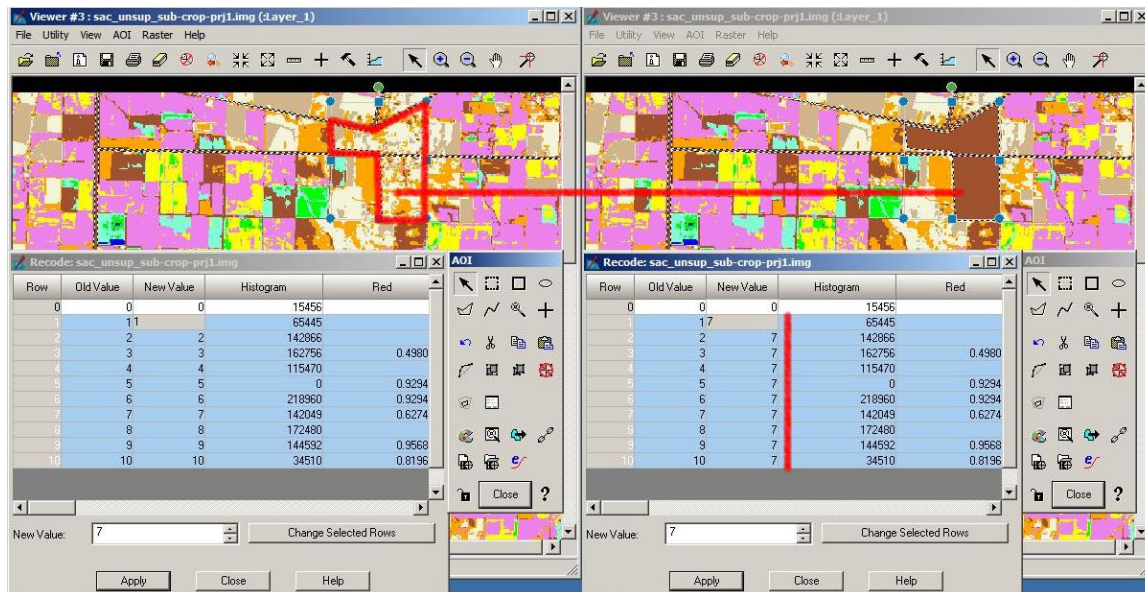 Viewer #3 : sac_unsup_sub-crop-prj1.img (:Layer_1)
File Utility View AOI Raster Help
Recode: sac_unsup_sub-crop-prj1.img
Row Old Value New Value Histogram Red
0 0 0 15456
1 1 1 65445
2 2 2 142866
3 3 3 162756 0.4980
4 4 4 115470
5 5 5 0 0.9294
6 6 6 218960 0.9294
7 7 7 142049 0.6274
8 8 8 172480
9 9 9 144592 0.9568
10 10 10 34510 0.8196
New Value: 7 Change Selected Rows
Apply Close Help
AOI
Close ?
Viewer #3 : sac_unsup_sub-crop-prj1.img (:Layer_1)
File Utility View AOI Raster Help
Recode: sac_unsup_sub-crop-prj1.img
Row Old Value New Value Histogram Red
0 0 0 15456
1 1 7 65445
2 2 7 142866
3 3 7 162756 0.4980
4 4 7 115470
5 5 7 0 0.9294
6 6 7 218960 0.9294
7 7 7 142049 0.6274
8 8 7 172480
9 9 7 144592 0.9568
10 10 7 34510 0.8196
New Value: 7 Change Selected Rows
Apply Close Help
AOI
Close ?